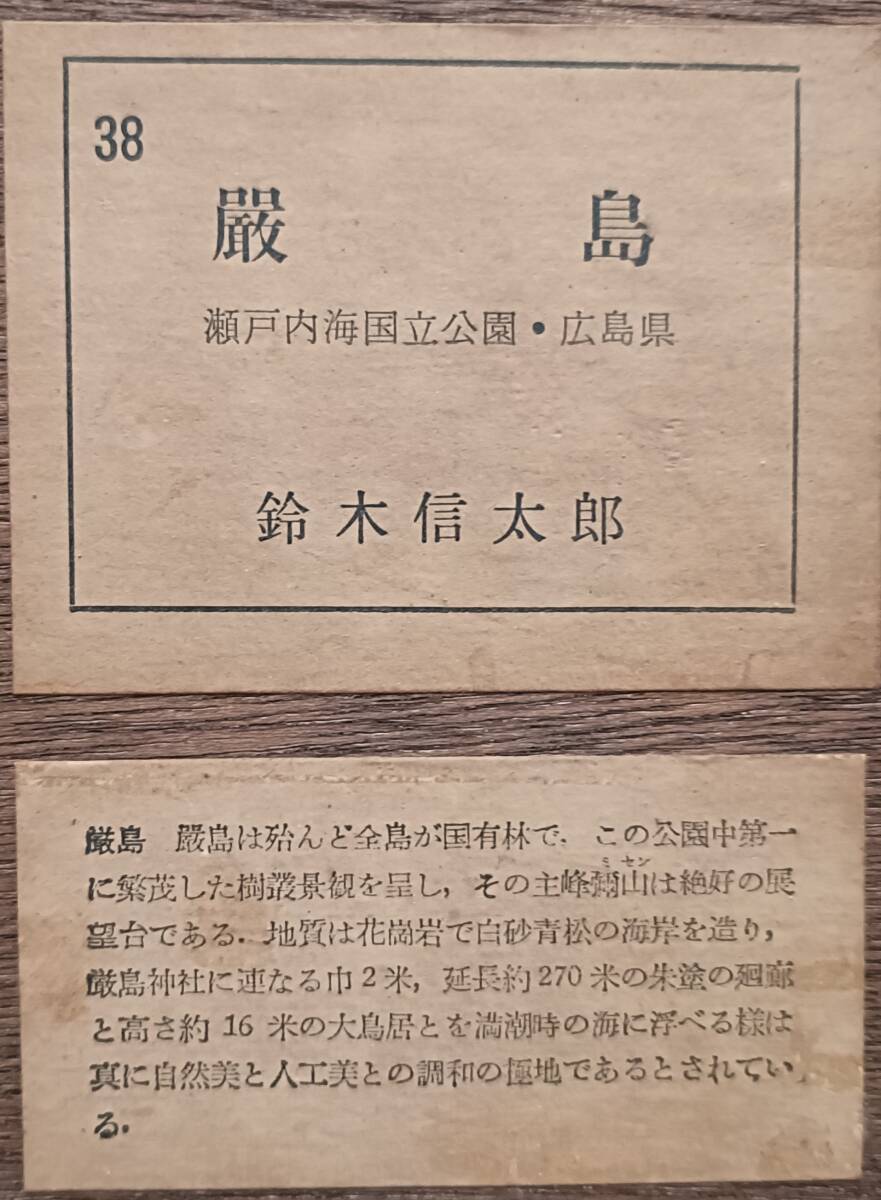 38
嚴島
瀬戸内海国立公園・広島県
鈴木信太郎
厳島 嚴島は殆んど全島が国有林で、この公園中第一
ミセン
に繁茂した樹叢景観を呈し，その主峰彌山は絶好の展
望台である．地質は花崗岩で白砂青松の海岸を造り，
厳島神社に連なる巾2米，延長約270米の朱塗の廻廊
と高さ約16米の大鳥居とを満潮時の海に浮べる様は
真に自然美と人工美との調和の極地であるとされてい
る．